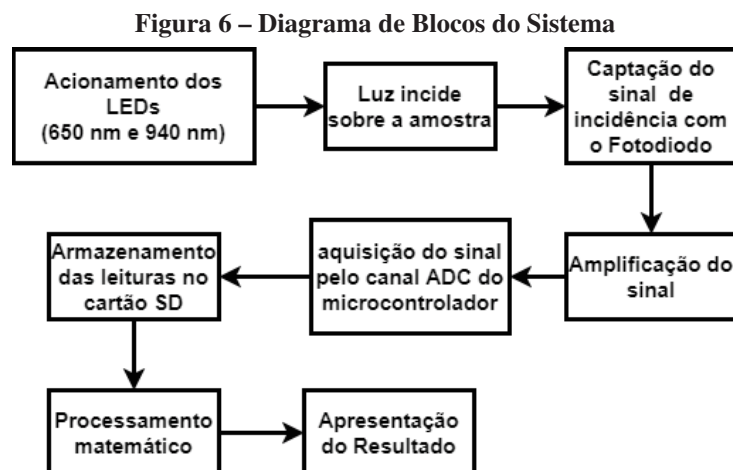 Figura 6 – Diagrama de Blocos do Sistema
Acionamento dos
LEDs
(650 nm e 940 nm)
Luz incide
sobre a amostra
Captação do
sinal de
incidência com
o Fotodiodo
Amplificação do
sinal
aquisição do sinal
pelo canal ADC do
microcontrolador
Armazenamento
das leituras no
cartão SD
Processamento
matemático
Apresentação
do Resultado